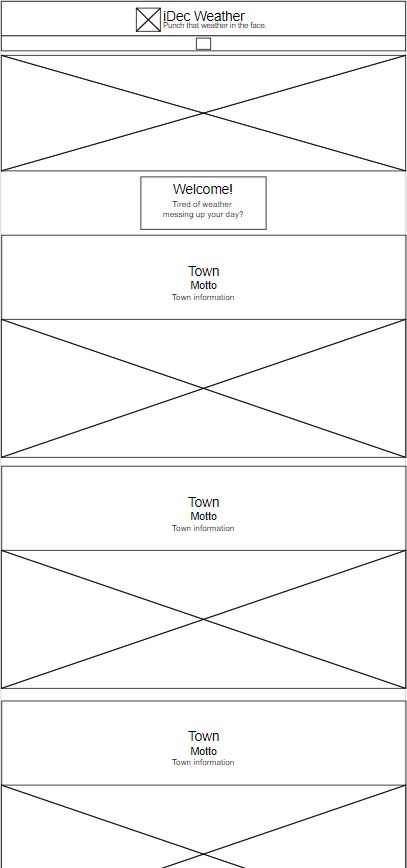 iDec Weather
Punch that weather in the face.
Welcome!
Tired of weather
messing up your day?
Town
Motto
Town information
Town
Motto
Town information
Town
Motto
Town information